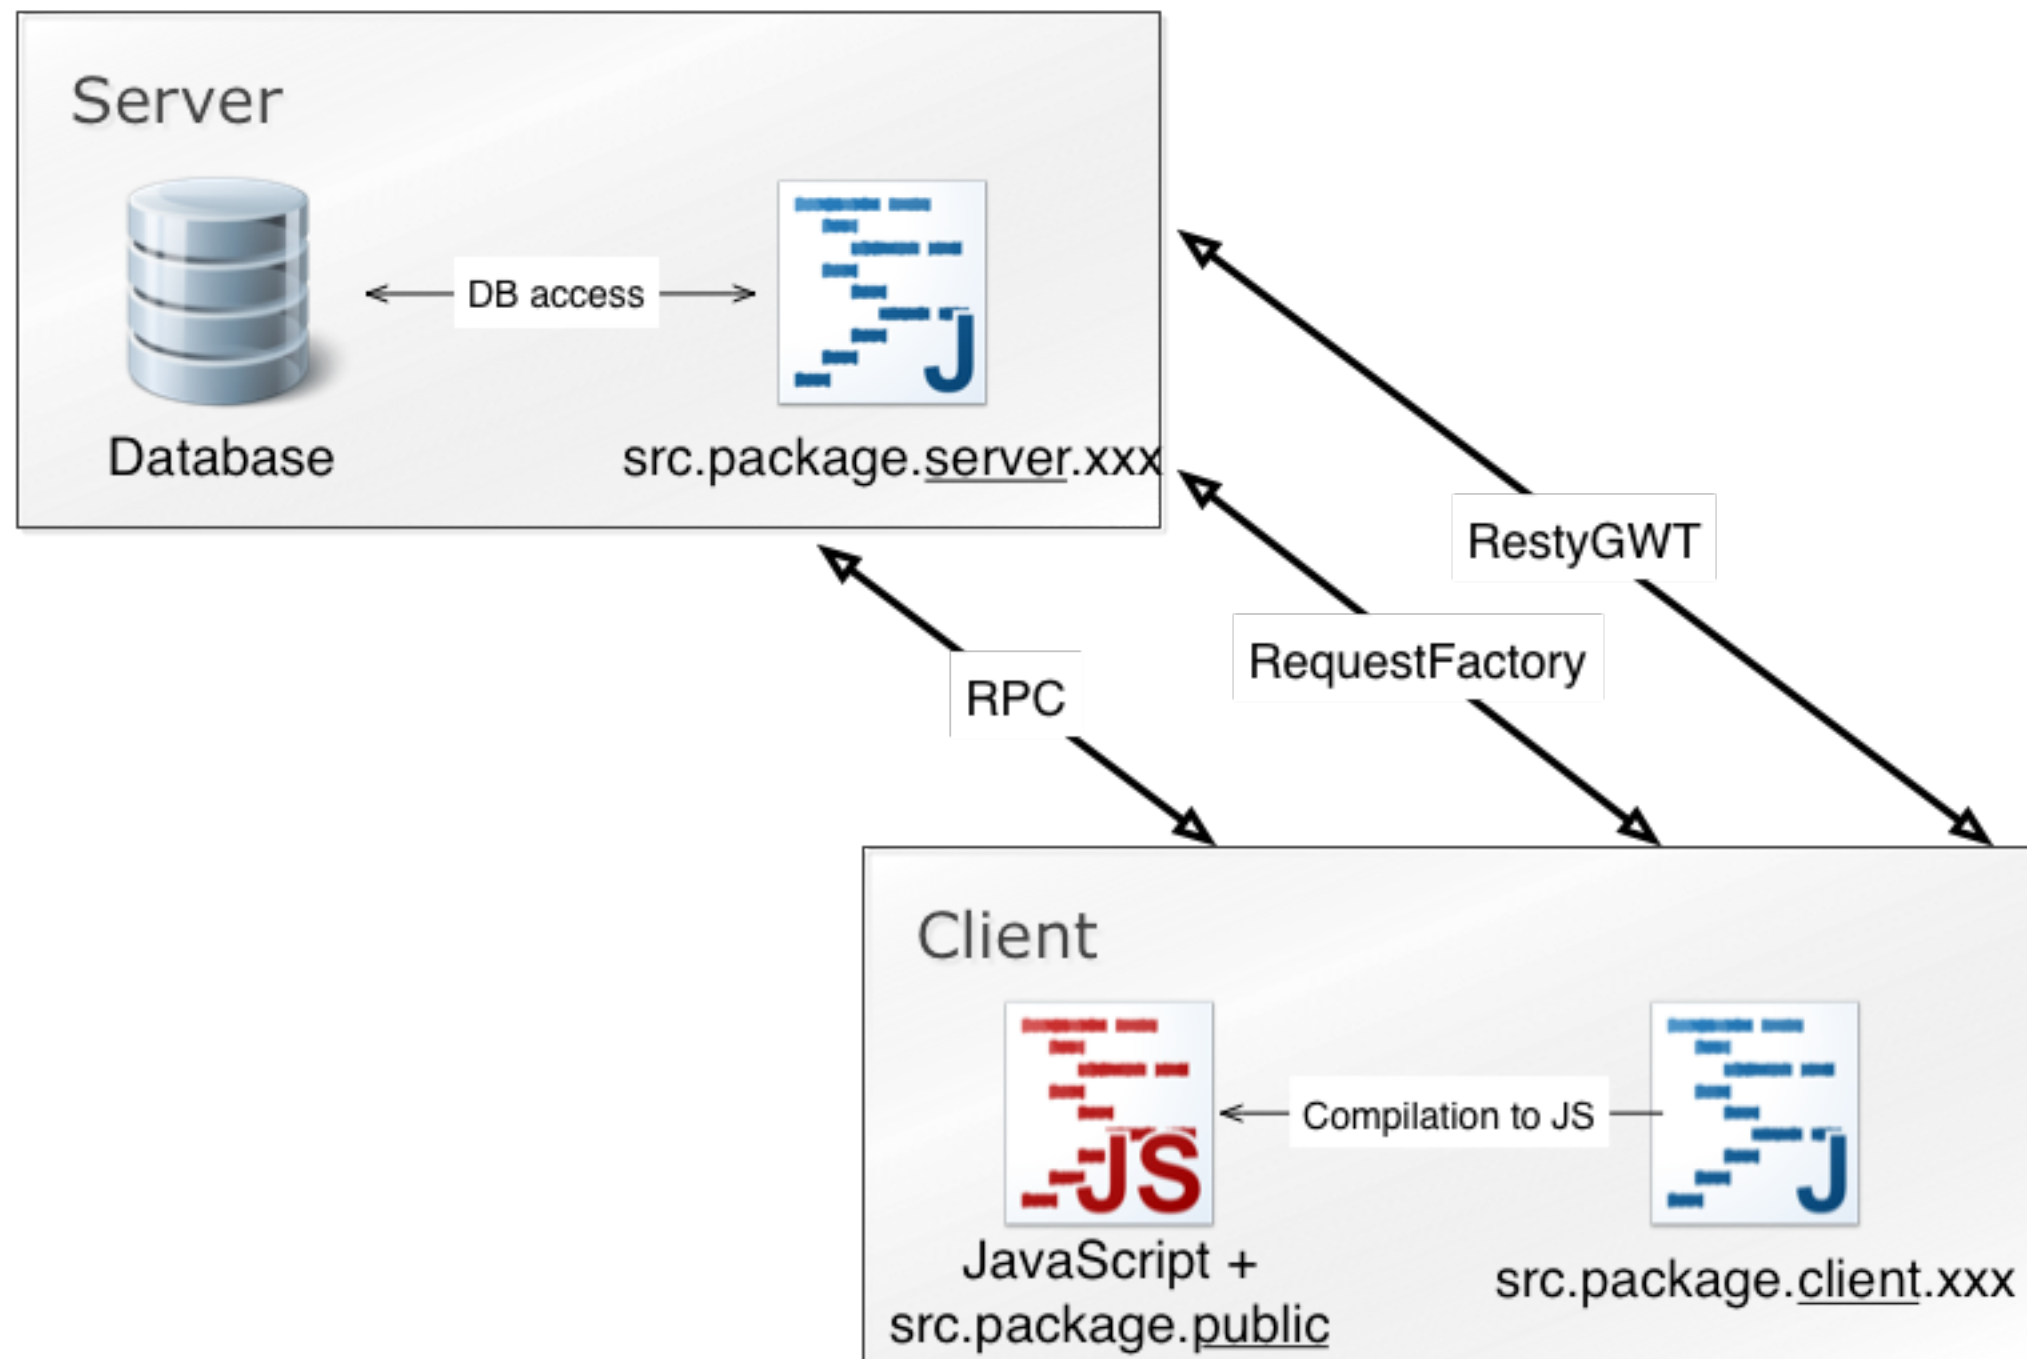 Server
DB access
J
Database
src.package.server.xxx
RestyGWT
RequestFactory
RPC
Client
JS
Compilation to JS
J
JavaScript +
src.package.public
src.package.client.xxx